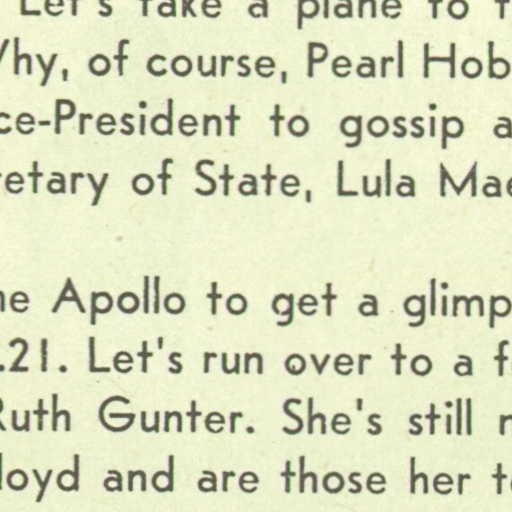 Let's take a plane to
Why, of course, Pearl Hob
ce-President to gossip a
retary of State, Lula Mae
he Apollo to get a glimp
.21. Let's run over to a f
Ruth Gunter. She's still
loyd and are those her